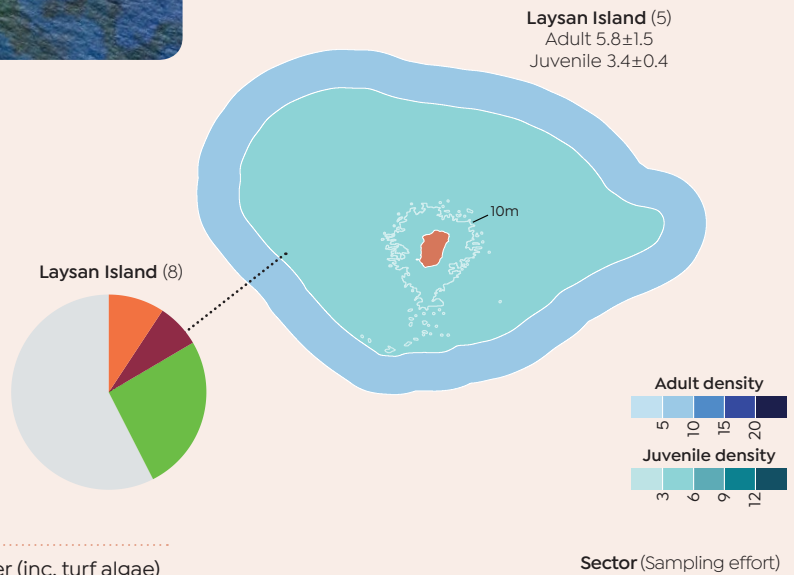 Laysan Island (5)
Adult 5.8±1.5
Juvenile 3.4±0.4
10m
Laysan Island (8)
Adult density
5 10 15 20
Juvenile density
3 6 9 12
er (inc. turf algae)
Sector (Sampling effort)